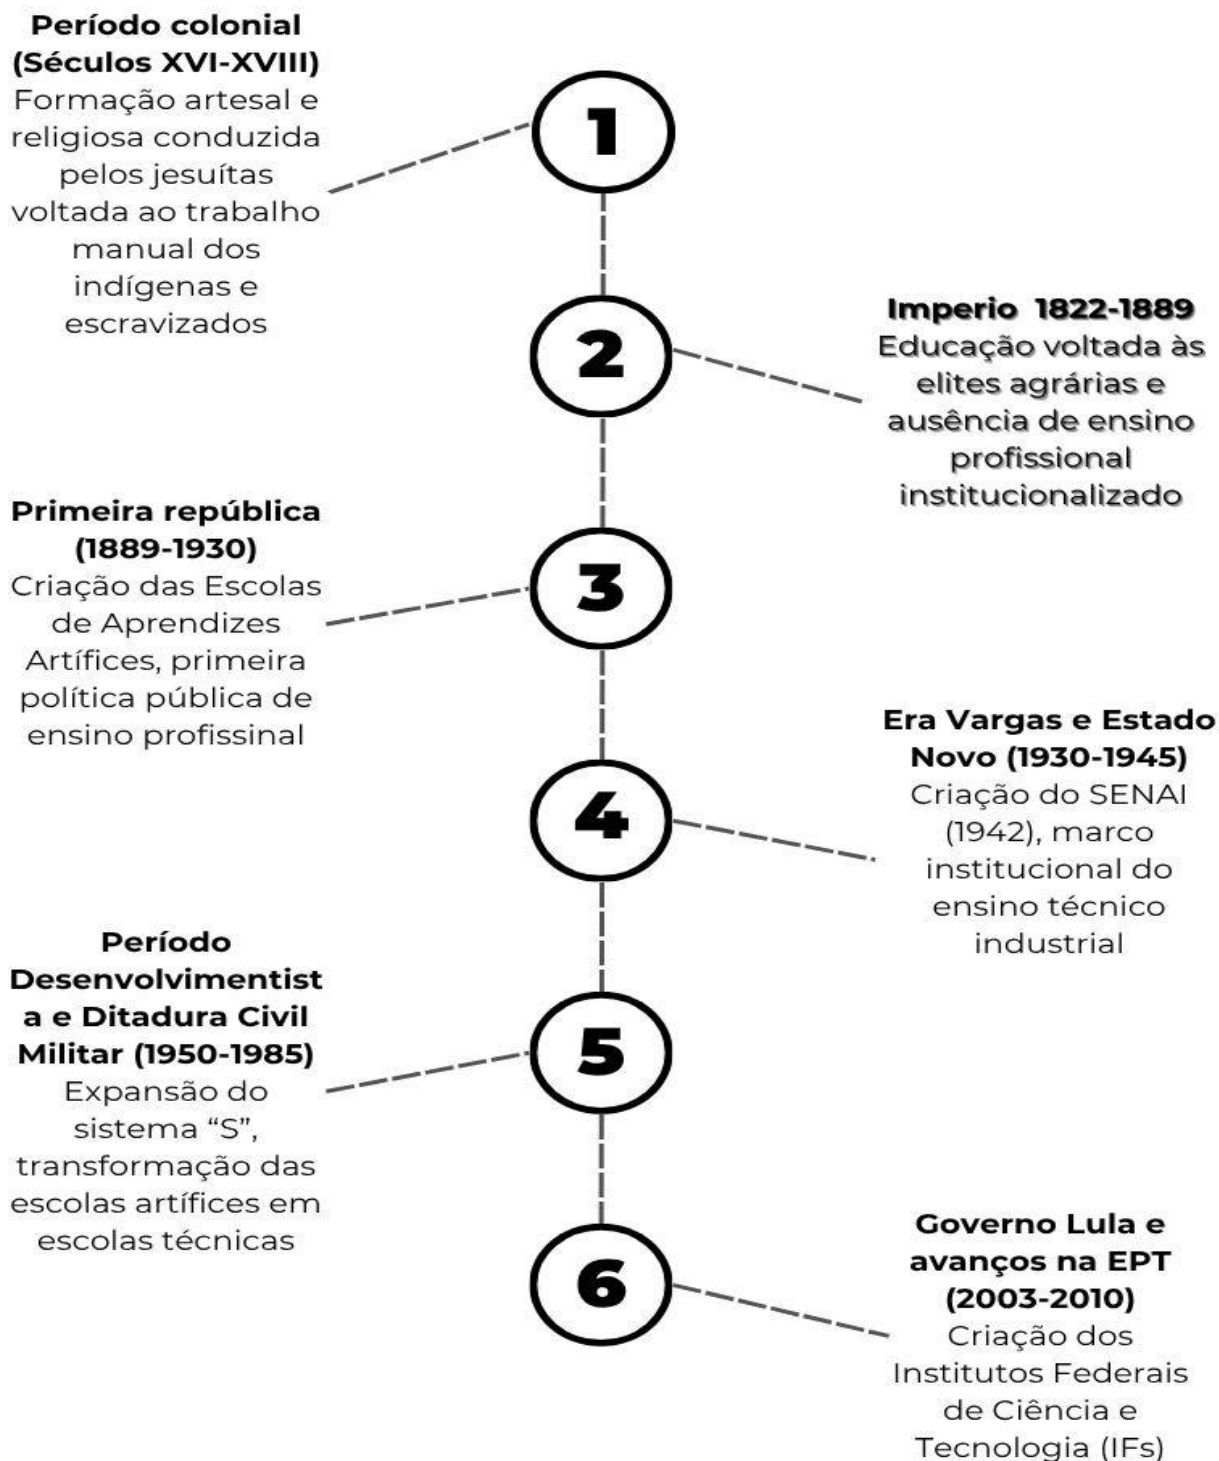 Período colonial
(Séculos XVI-XVIII)
Formação artesal e
religiosa conduzida
pelos jesuítas
voltada ao trabalho
manual dos
indígenas e
escravizados
1
2
Imperio 1822-1889
Educação voltada às
elites agrárias e
ausência de ensino
profissional
institucionalizado
Primeira república
(1889-1930)
Criação das Escolas
de Aprendizes
Artífices, primeira
política pública de
ensino profissinal
3
4
Era Vargas e Estado
Novo (1930-1945)
Criação do SENAI
(1942), marco
institucional do
ensino técnico
industrial
Período
Desenvolvimentist
a e Ditadura Civil
Militar (1950-1985)
Expansão do
sistema “S”,
transformação das
escolas artífices em
escolas técnicas
5
6
Governo Lula e
avanços na EPT
(2003-2010)
Criação dos
Institutos Federais
de Ciência e
Tecnologia (IFs)